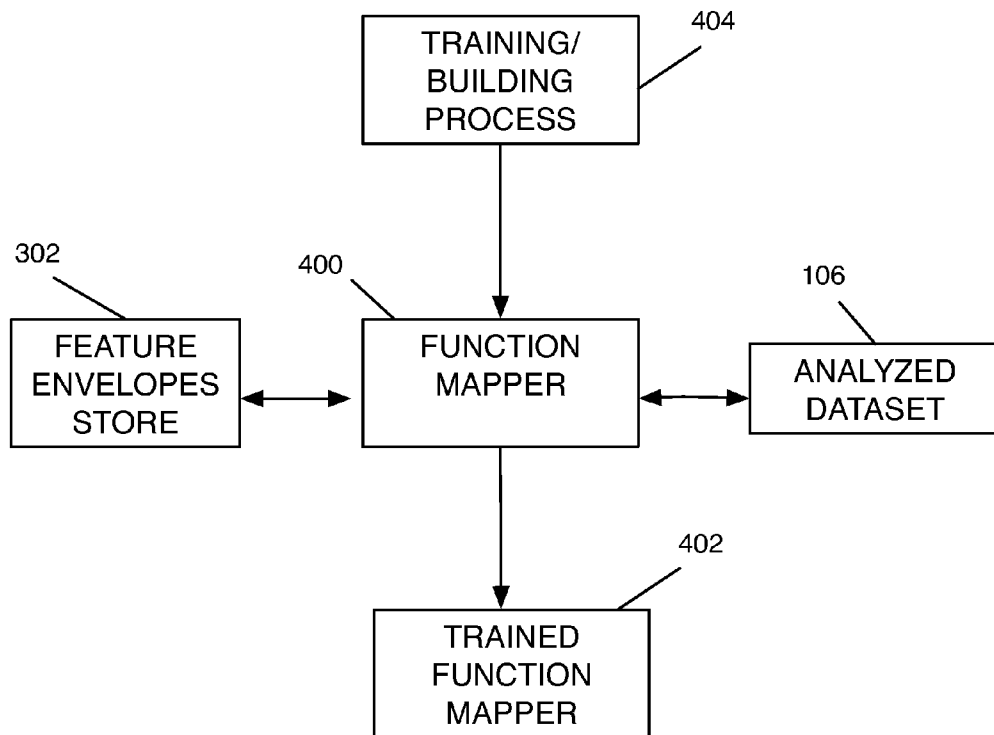 404
TRAINING/
BUILDING
PROCESS
302
400
106
FEATURE
ENVELOPES
STORE
FUNCTION
MAPPER
ANALYZED
DATASET
402
TRAINED
FUNCTION
MAPPER